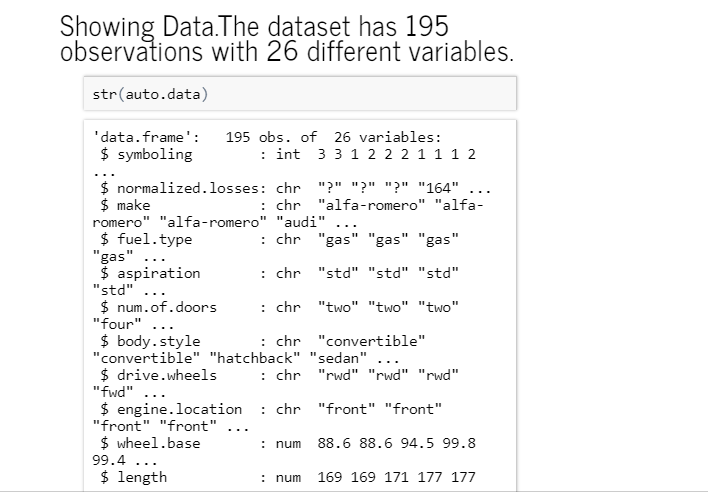 Showing Data.The dataset has 195
observations with 26 different variables.
str(auto.data)
'data.frame':   195 obs. of  26 variables:
 $ symboling        : int  3 3 1 2 2 2 1 1 1 2
...
 $ normalized.losses: chr  "?" "?" "?" "164" ...
 $ make             : chr  "alfa-romero" "alfa-
romero" "alfa-romero" "audi" ...
 $ fuel.type        : chr  "gas" "gas" "gas"
"gas" ...
 $ aspiration       : chr  "std" "std" "std"
"std" ...
 $ num.of.doors     : chr  "two" "two" "two"
"four" ...
 $ body.style       : chr  "convertible"
"convertible" "hatchback" "sedan" ...
 $ drive.wheels     : chr  "rwd" "rwd" "rwd"
"fwd" ...
 $ engine.location  : chr  "front" "front"
"front" "front" ...
 $ wheel.base       : num  88.6 88.6 94.5 99.8
99.4 ...
 $ length           : num  169 169 171 177 177